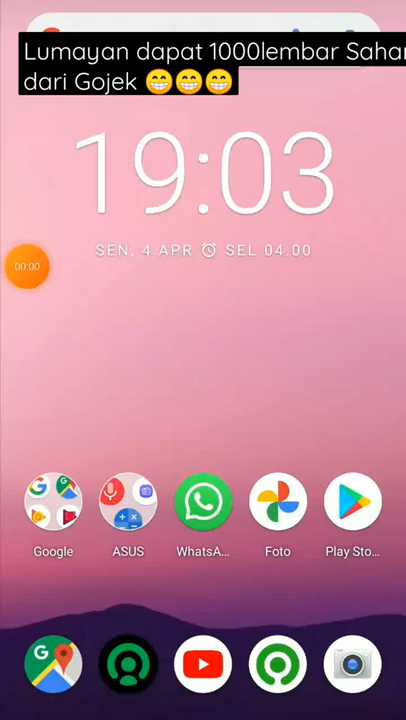 Lumayan dapat 1000lembar Sahar
dari Gojek 😁😁😁
19:03
SEN, 4 APR ⏰ SEL 04.00
00:00
Google ASUS WhatsA... Foto Play Sto...